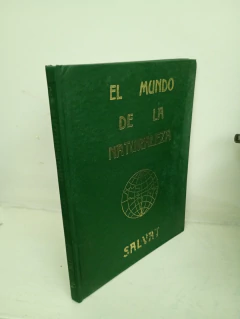 EL MUNDO
DE LA
NATURALEZA
SALVAT